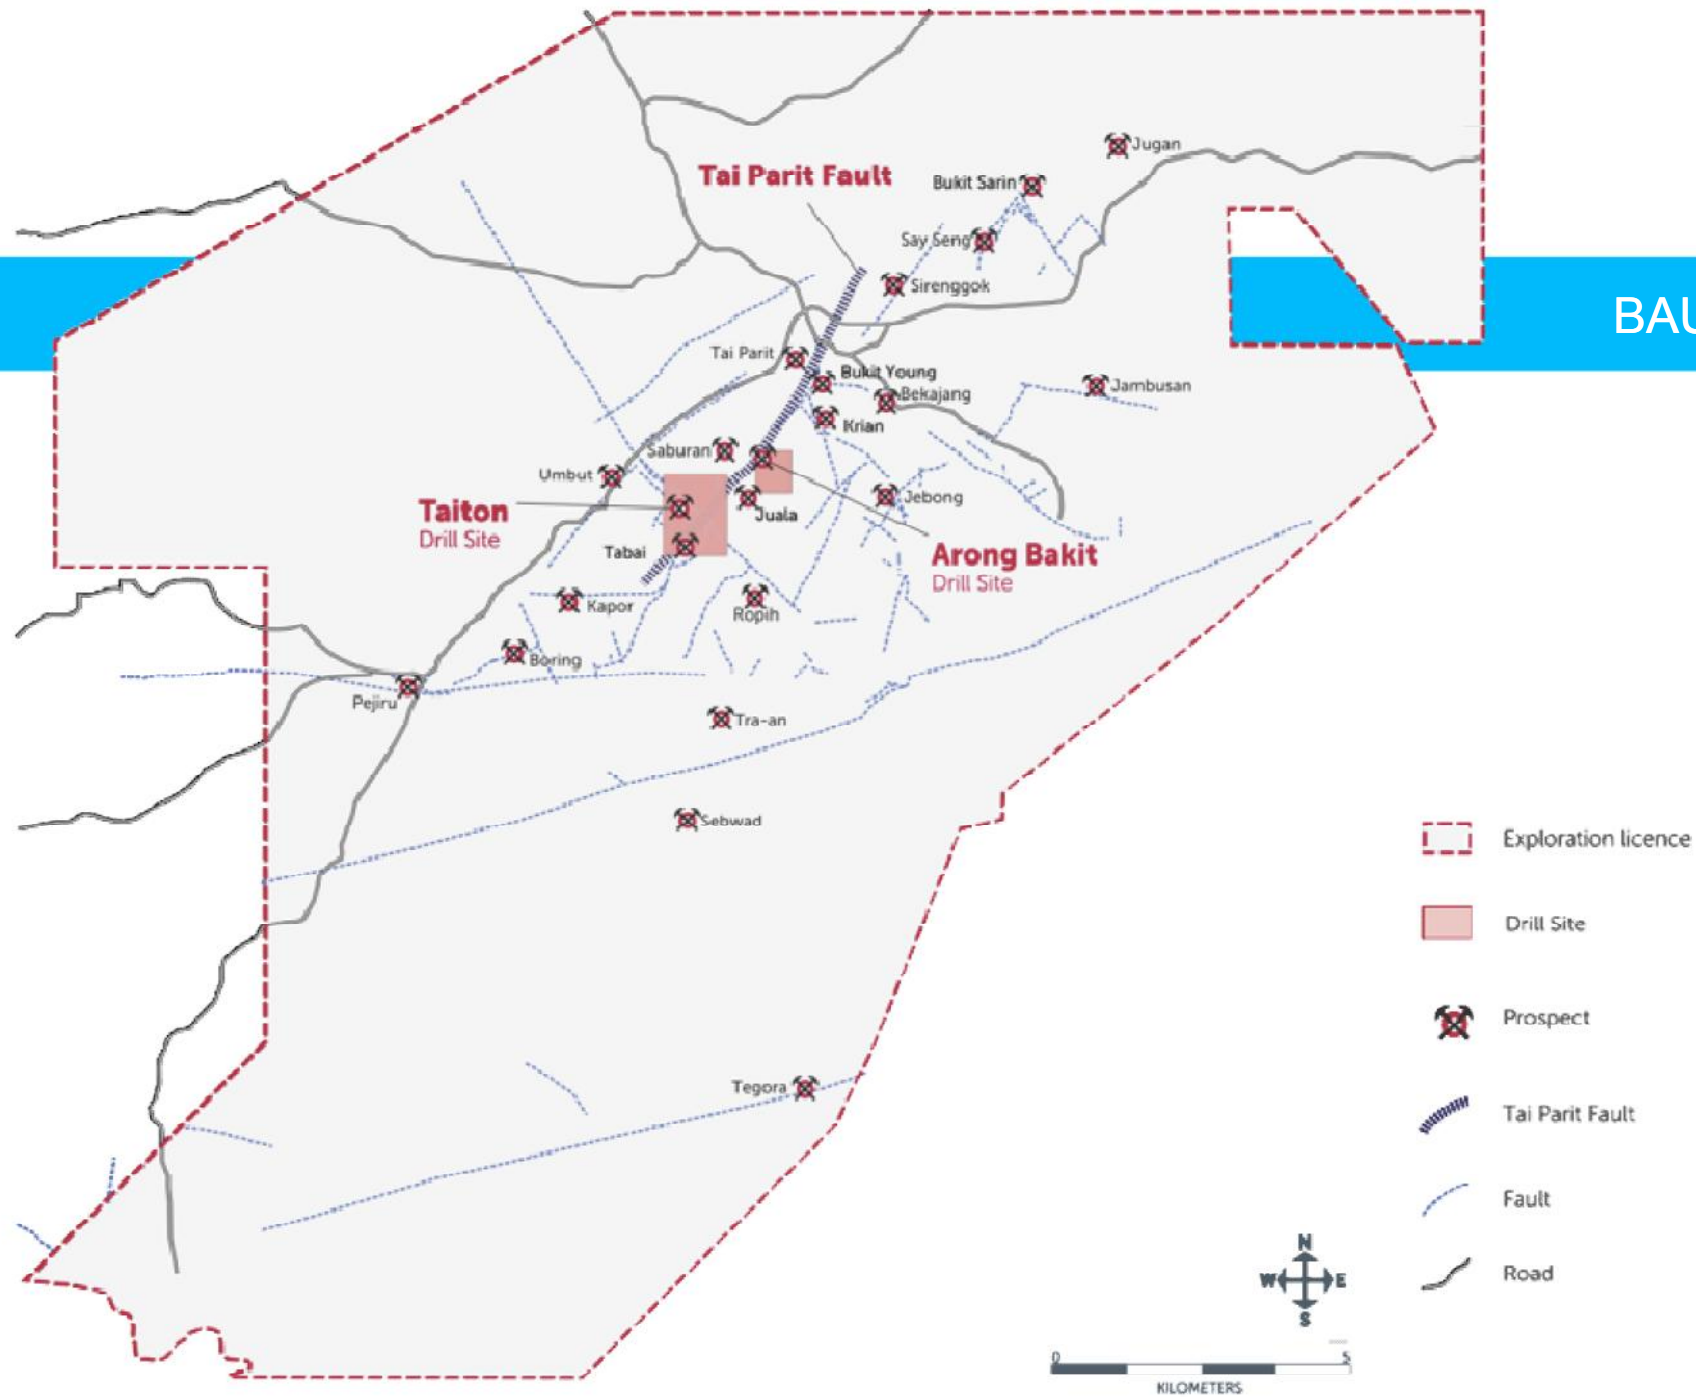 Jugan
Tai Parit Fault
Bukit Sarin
Say Seng
Sirenggok
BAU
Tai Parit
Bukit Young
Bekajang
Jambusan
Krian
Saburan
Umbut
Taiton
Drill Site
Juala
Jebong
Tabai
Arong Bakit
Drill Site
Kapor
Ropih
Boring
Pejiru
Tra-an
Sebwad
Tegora
Exploration licence
Drill Site
Prospect
Tai Parit Fault
Fault
Road
N
W E
S
0 5
KILOMETERS